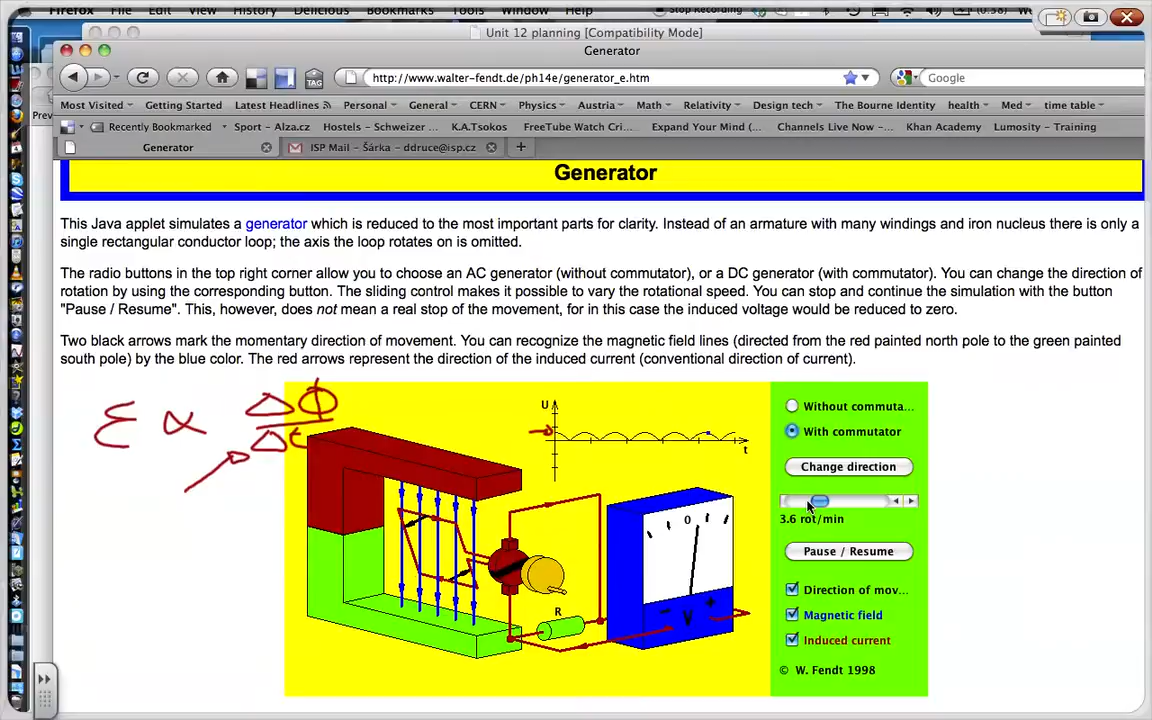 Firefox File Edit View History Delicious Bookmarks Tools Window Help Stop Recording (0:38)
Unit 12 planning [Compatibility Mode]
Generator
TAG http://www.walter-fendt.de/ph14e/generator_e.htm Google
Most Visited Getting Started Latest Headlines Personal General CERN Physics Austria Math Relativity Design tech The Bourne Identity health Med time table
Recently Bookmarked Sport - Alza.cz Hostels - Schweizer ... K.A.Tsokos FreeTube Watch Cri... Expand Your Mind (... Channels Live Now -... Khan Academy Lumosity - Training
Generator ISP Mail - Šárka - ddruce@isp.cz
Generator
This Java applet simulates a generator which is reduced to the most important parts for clarity. Instead of an armature with many windings and iron nucleus there is only a
single rectangular conductor loop; the axis the loop rotates on is omitted.
The radio buttons in the top right corner allow you to choose an AC generator (without commutator), or a DC generator (with commutator). You can change the direction of
rotation by using the corresponding button. The sliding control makes it possible to vary the rotational speed. You can stop and continue the simulation with the button
"Pause / Resume". This, however, does not mean a real stop of the movement, for in this case the induced voltage would be reduced to zero.
Two black arrows mark the momentary direction of movement. You can recognize the magnetic field lines (directed from the red painted north pole to the green painted
south pole) by the blue color. The red arrows represent the direction of the induced current (conventional direction of current).
ε ∝ ΔΦ
Δt
U
t
Without commuta...
With commutator
Change direction
3.6 rot/min
Pause / Resume
0
- V +
R
Direction of mov...
Magnetic field
Induced current
© W. Fendt 1998